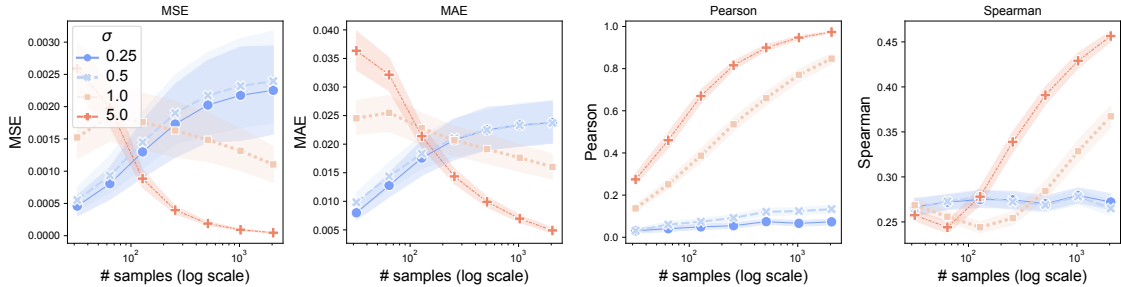 MSE
MAE
Pearson
Spearman
σ
0.25
0.5
1.0
5.0
0.0030
0.0025
0.0020
0.0015
0.0010
0.0005
0.0000
MSE
10²
10³
# samples (log scale)
0.040
0.035
0.030
0.025
0.020
0.015
0.010
0.005
MAE
10²
10³
# samples (log scale)
1.0
0.8
0.6
0.4
0.2
0.0
Pearson
10²
10³
# samples (log scale)
0.45
0.40
0.35
0.30
0.25
Spearman
10²
10³
# samples (log scale)